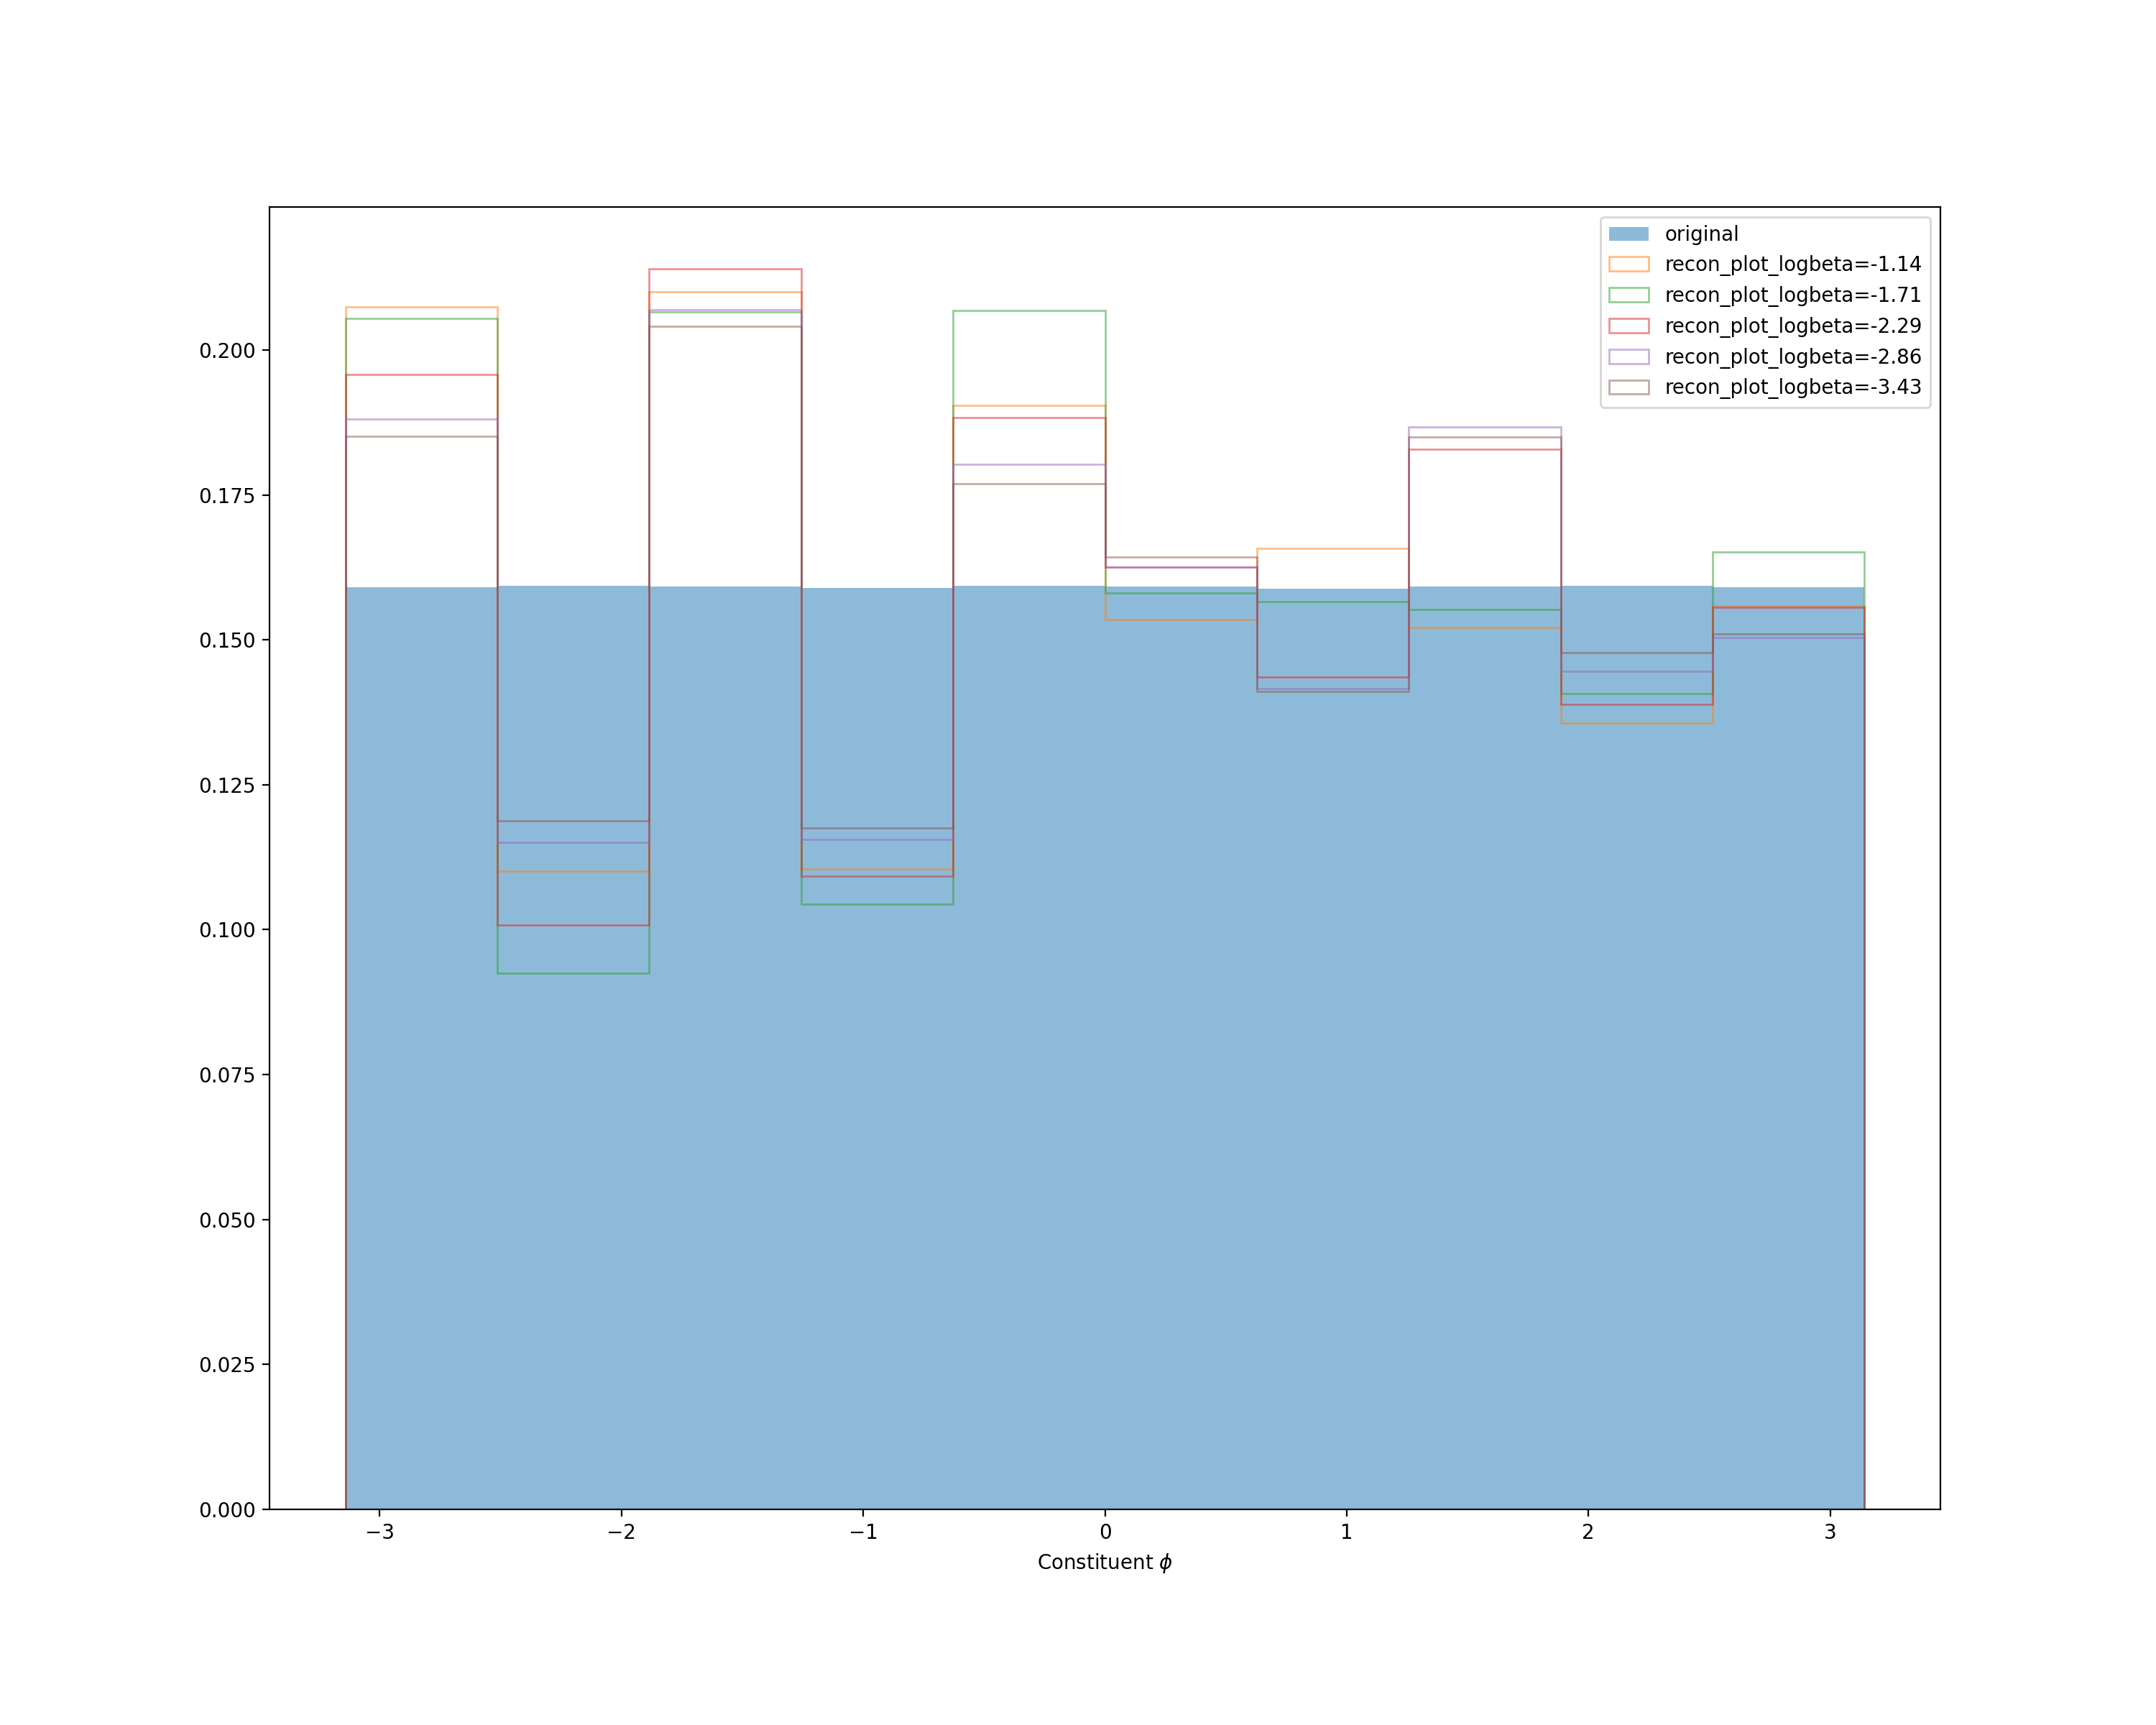 original
recon_plot_logbeta=-1.14
recon_plot_logbeta=-1.71
recon_plot_logbeta=-2.29
recon_plot_logbeta=-2.86
recon_plot_logbeta=-3.43
0.200
0.175
0.150
0.125
0.100
0.075
0.050
0.025
0.000
−3 −2 −1 0 1 2 3
Constituent ϕ